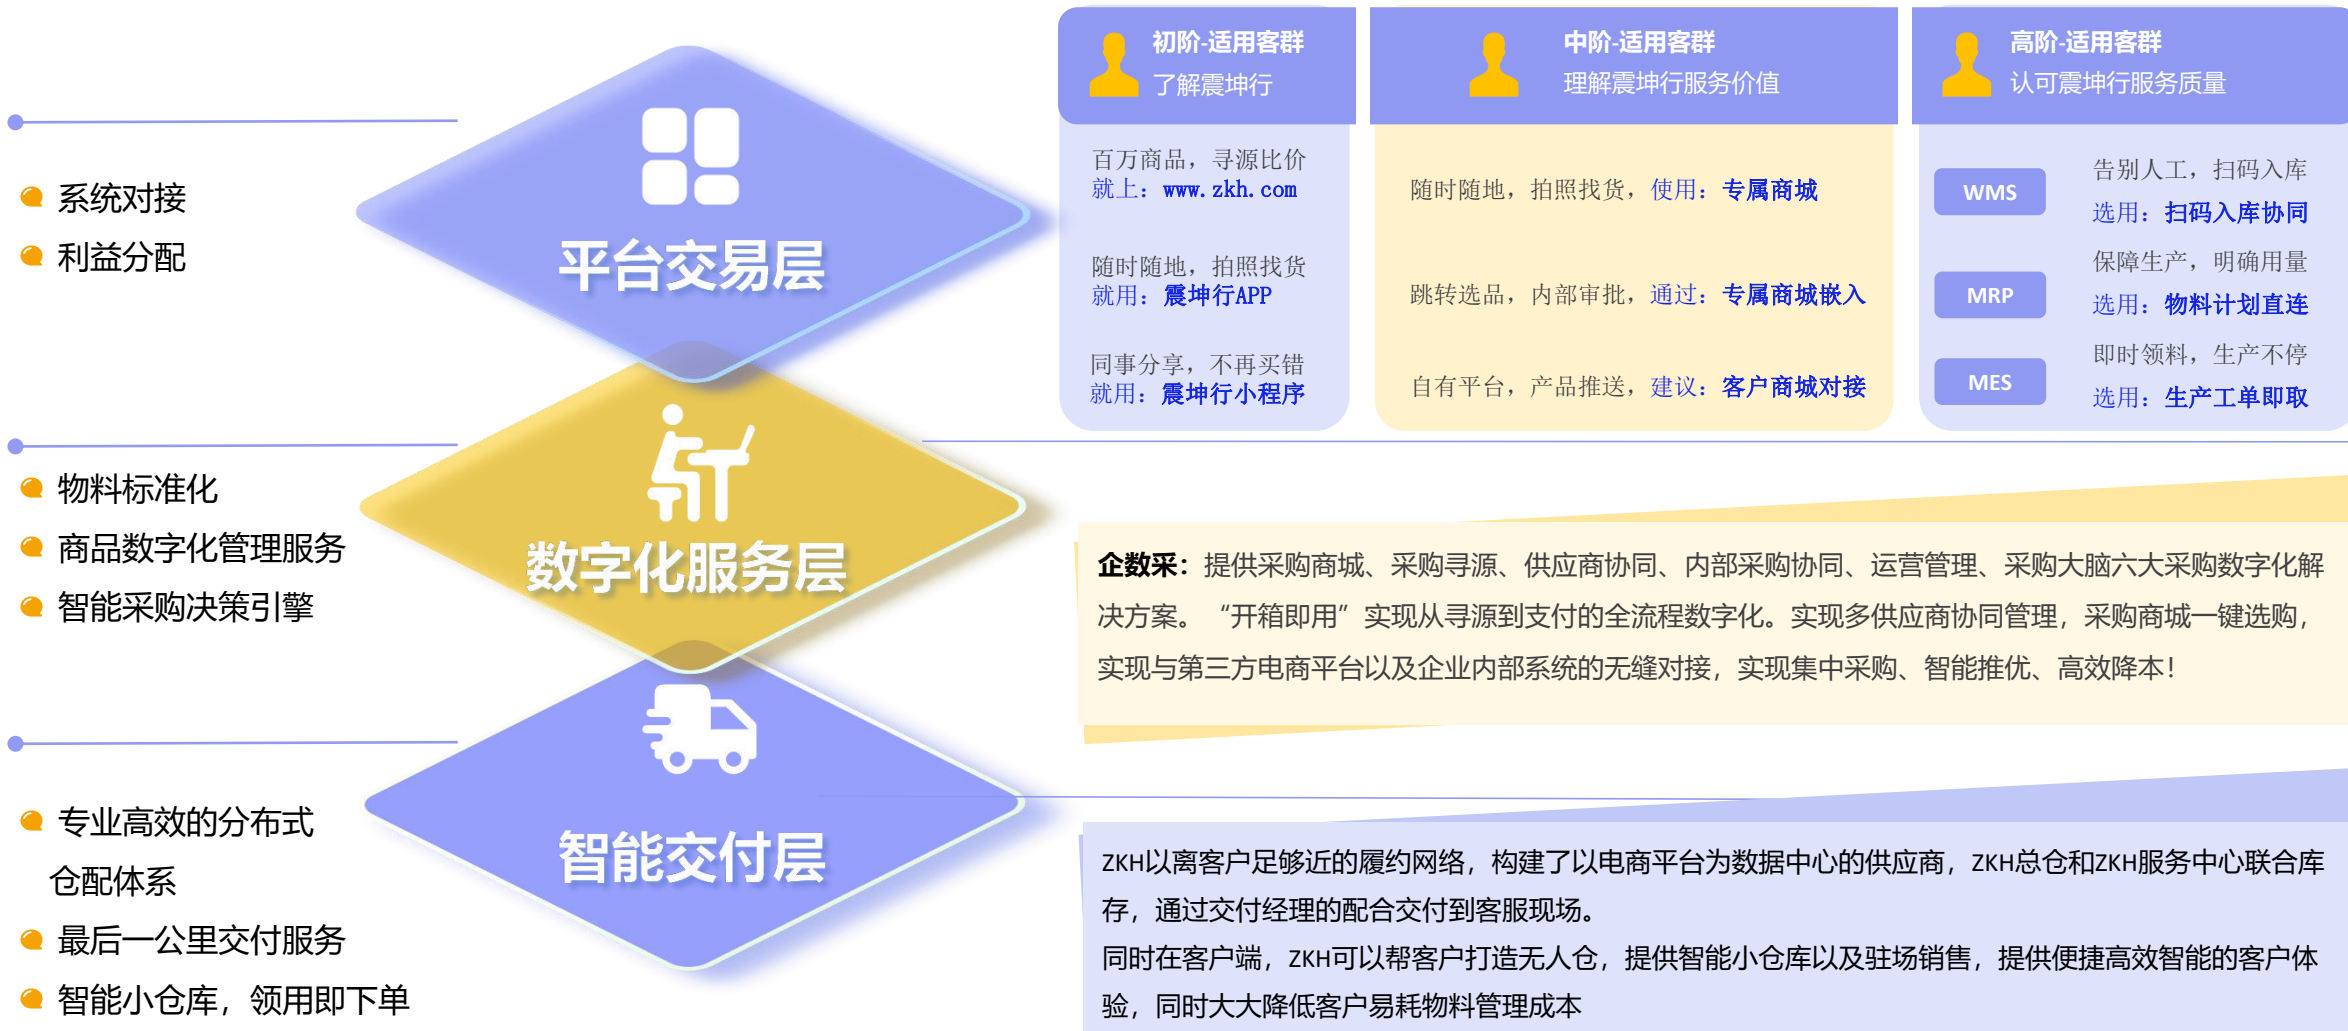 系统对接
利益分配
平台交易层
初阶-适用客群
了解震坤行
百万商品，寻源比价
就上：www.zkh.com
随时随地，拍照找货
就用：震坤行APP
同事分享，不再买错
就用：震坤行小程序
中阶-适用客群
理解震坤行服务价值
随时随地，拍照找货，使用：专属商城
跳转选品，内部审批，通过：专属商城嵌入
自有平台，产品推送，建议：客户商城对接
高阶-适用客群
认可震坤行服务质量
WMS
告别人工，扫码入库
选用：扫码入库协同
MRP
保障生产，明确用量
选用：物料计划直连
MES
即时领料，生产不停
选用：生产工单即取
物料标准化
商品数字化管理服务
智能采购决策引擎
数字化服务层
企数采：提供采购商城、采购寻源、供应商协同、内部采购协同、运营管理、采购大脑六大采购数字化解
决方案。“开箱即用”实现从寻源到支付的全流程数字化。实现多供应商协同管理，采购商城一键选购，
实现与第三方电商平台以及企业内部系统的无缝对接，实现集中采购、智能推优、高效降本！
专业高效的分布式
仓配体系
最后一公里交付服务
智能小仓库，领用即下单
智能交付层
ZKH以离客户足够近的履约网络，构建了以电商平台为数据中心的供应商，ZKH总仓和ZKH服务中心联合库
存，通过交付经理的配合交付到客服现场。
同时在客户端，ZKH可以帮客户打造无人仓，提供智能小仓库以及驻场销售，提供便捷高效智能的客户体
验，同时大大降低客户易耗物料管理成本